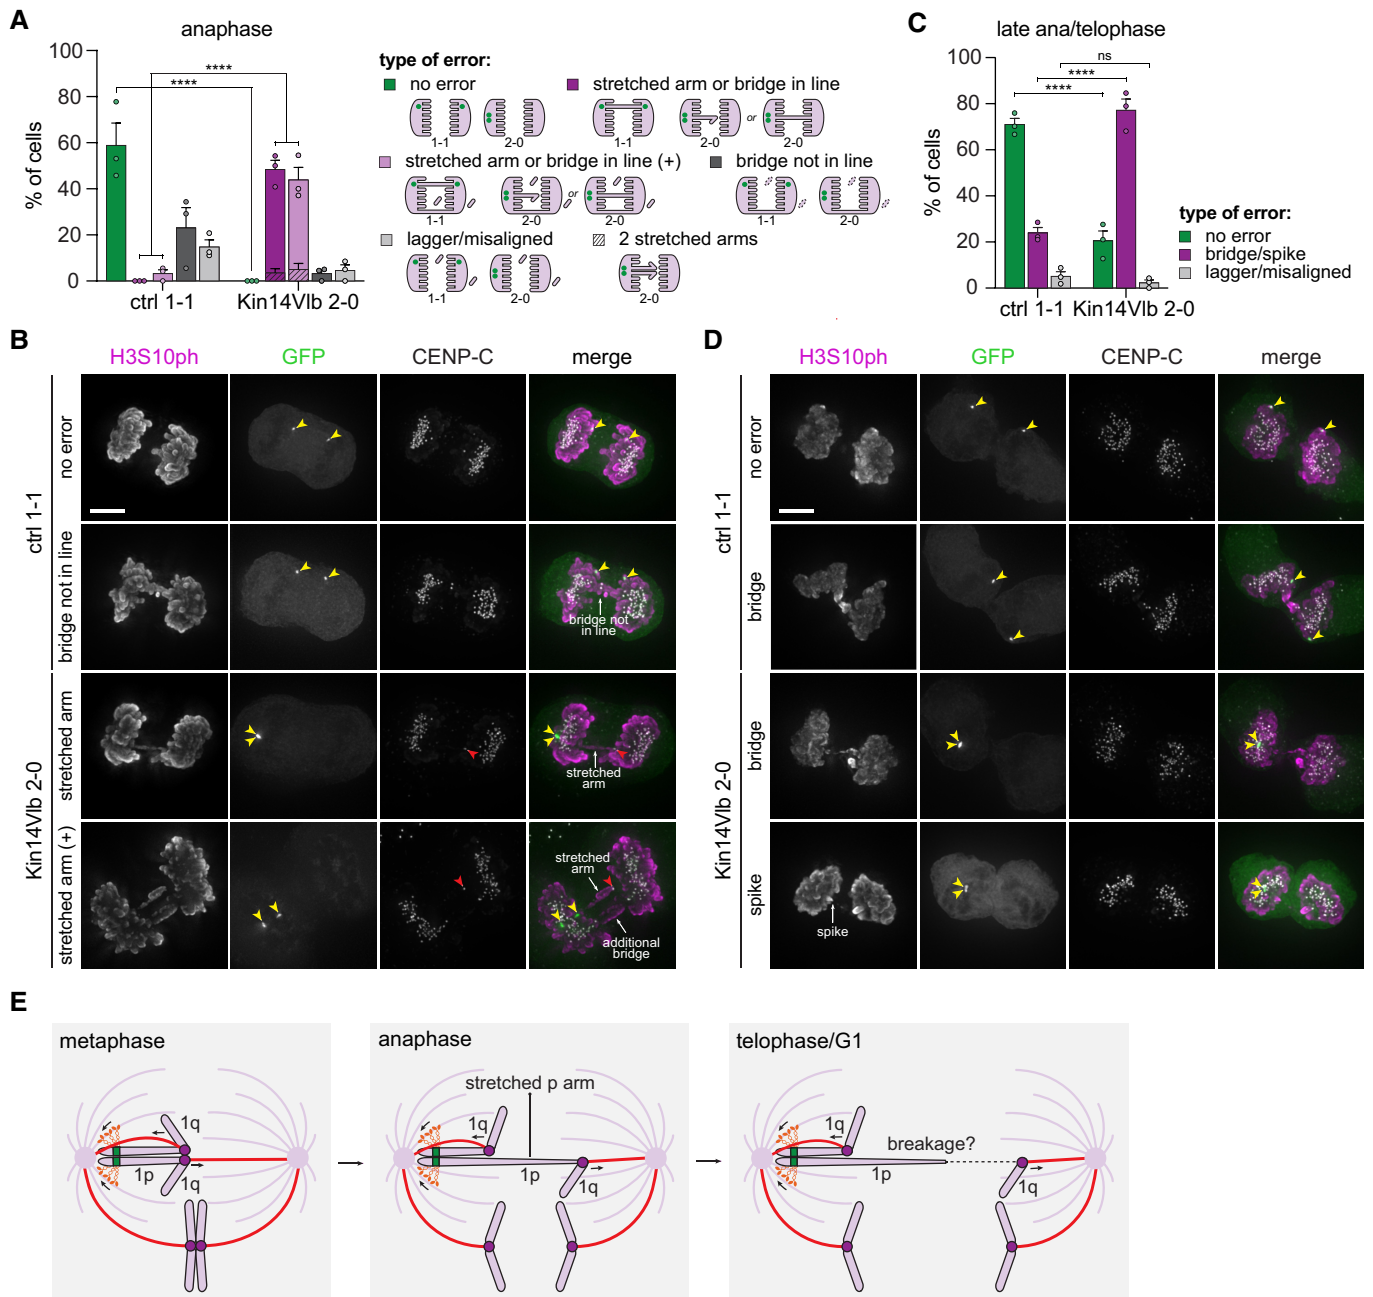 A
anaphase
% of cells
100
80
60
40
20
0
****
****
ctrl 1-1
Kin14VIb 2-0
type of error:
no error
stretched arm or bridge in line
1-1
2-0
1-1
2-0
or
stretched arm or bridge in line (+)
bridge not in line
1-1
2-0
or
2-0
1-1
2-0
lagger/misaligned
2 stretched arms
1-1
2-0
2-0
C
late ana/telophase
% of cells
100
80
60
40
20
0
ns
****
****
ctrl 1-1
Kin14VIb 2-0
type of error:
no error
bridge/spike
lagger/misaligned
B
H3S10ph
GFP
CENP-C
merge
ctrl 1-1
no error
bridge not in line
bridge not
in line
Kin14VIb 2-0
stretched arm
stretched
arm
stretched arm (+)
stretched
arm
additional
bridge
D
H3S10ph
GFP
CENP-C
merge
ctrl 1-1
no error
bridge
Kin14VIb 2-0
bridge
spike
spike
E
metaphase
1q
1p
1q
anaphase
stretched p arm
1q
1p
1q
telophase/G1
1q
breakage?
1p
1q